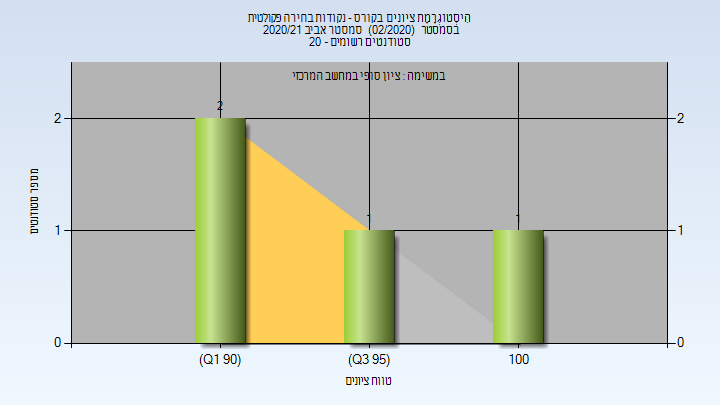 היסטוגרמת ציונים בקורס - נקודות בחירה פקולטית
בסמסטר (02/2020) סמסטר אביב 2020/21
סטודנטים רשומים - 20
במשימה : ציון סופי במחשב המרכזי
מספר סטודנטים
2
1
0
2
1
1
2
1
0
(Q1 90)
(Q3 95)
100
טווח ציונים